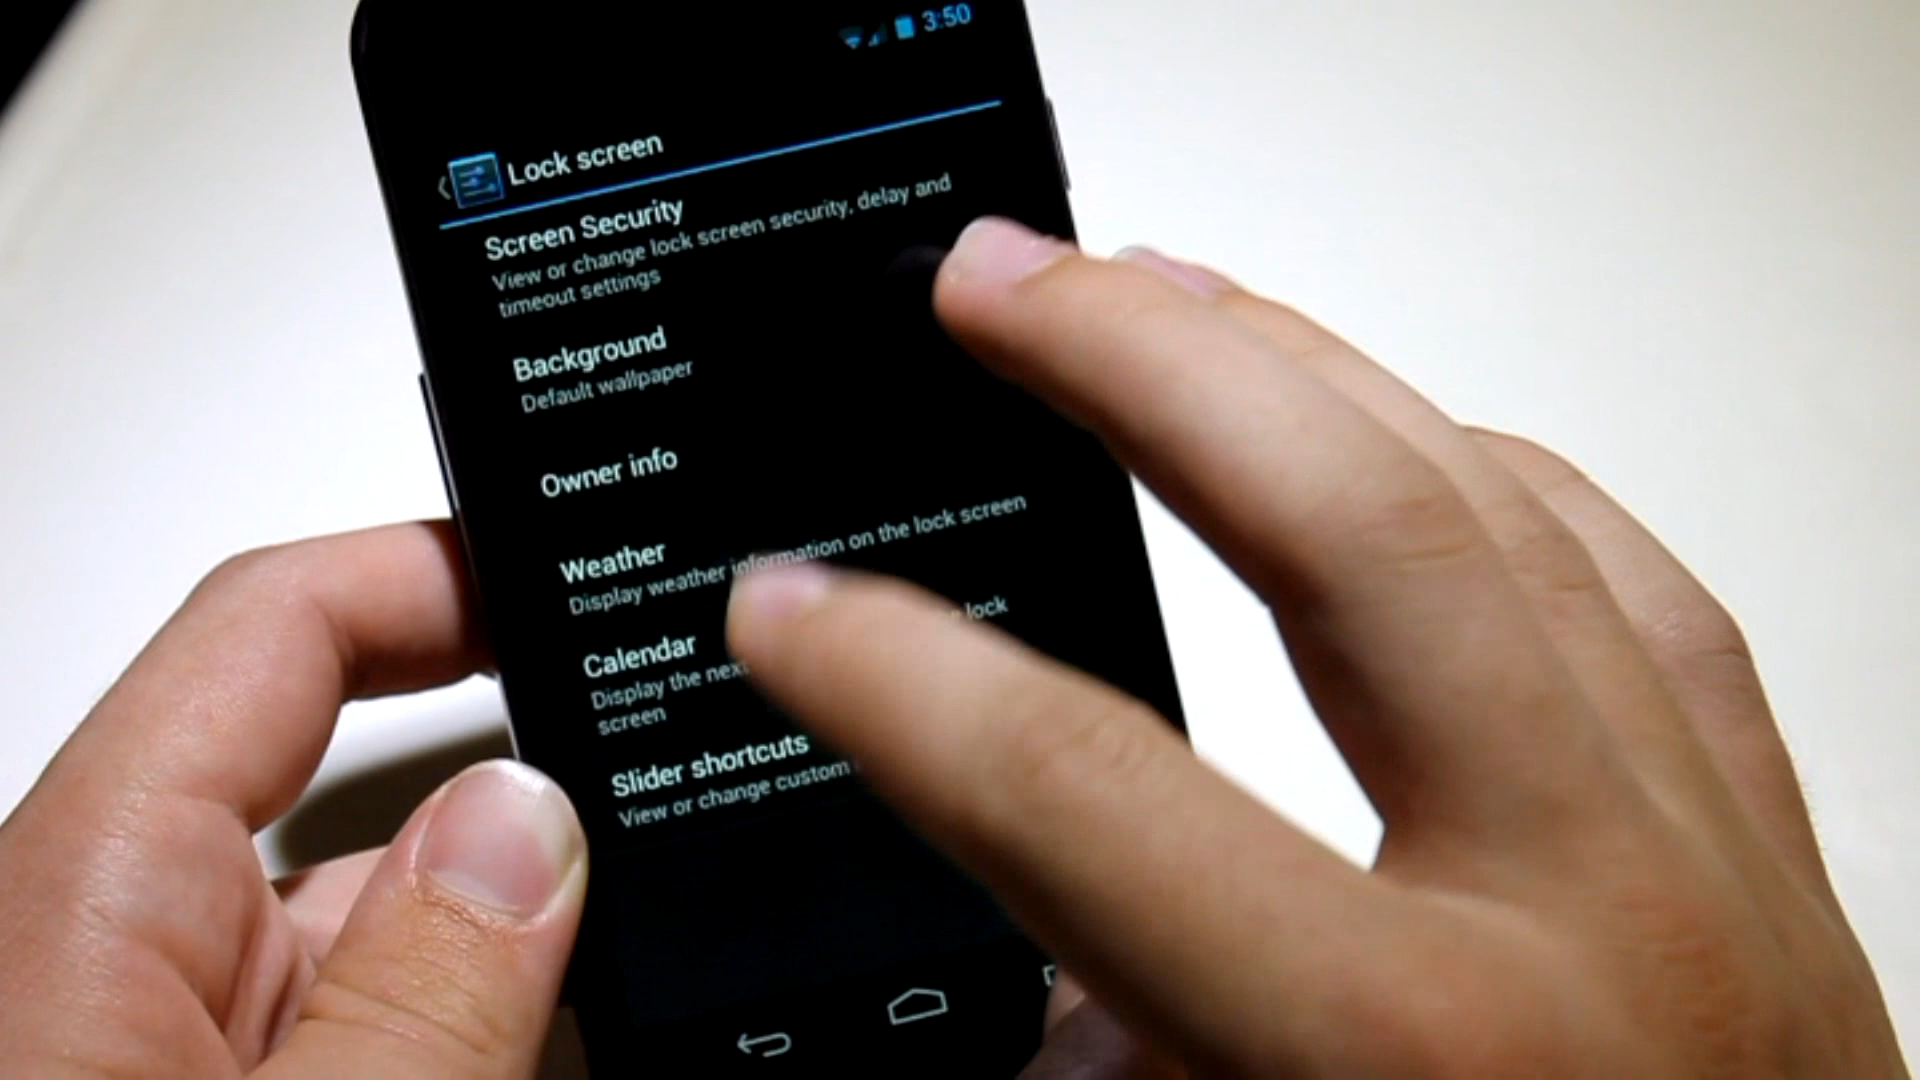 3:50
Lock screen
Screen Security
View or change lock screen security, delay and
timeout settings
Background
Default wallpaper
Owner info
Weather
Display weather information on the lock screen
Calendar
Display the next lock
screen
Slider shortcuts
View or change custom